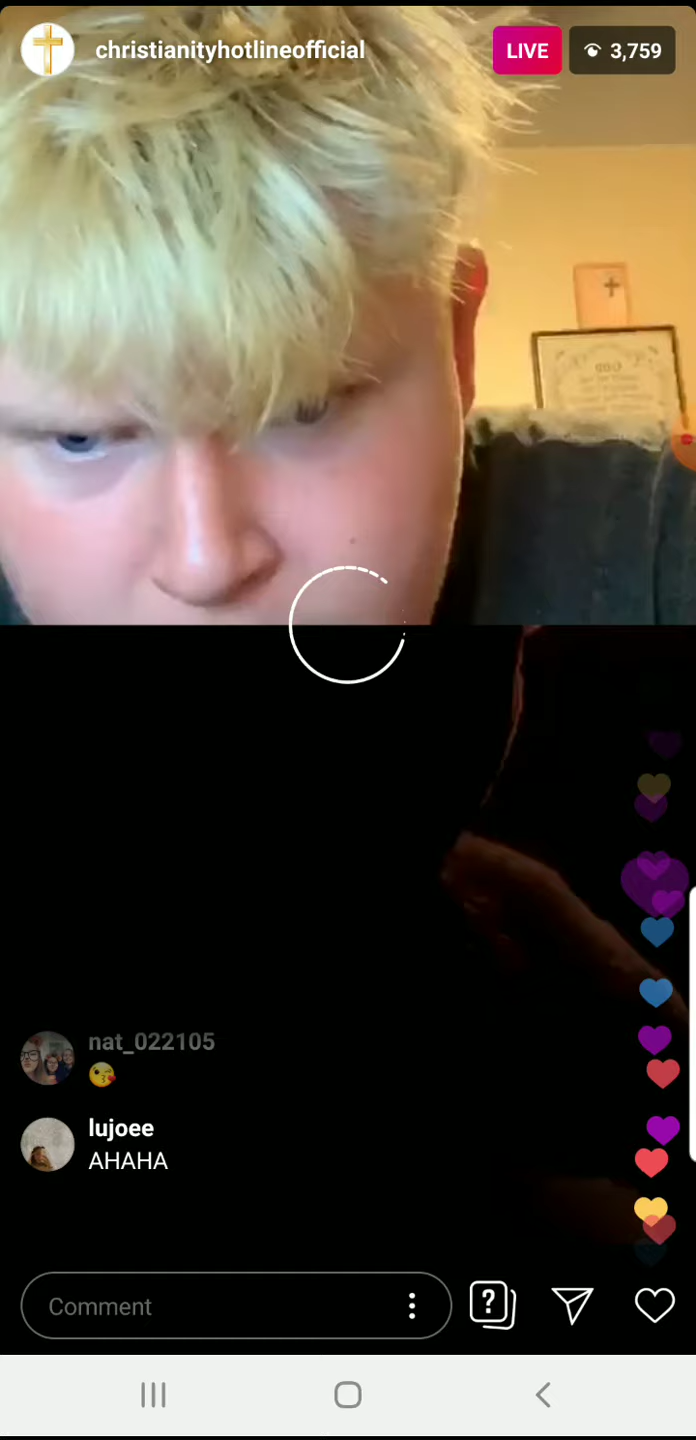 christianityhotlineofficial
LIVE
3,759
nat_022105
😘
lujoee
AHAHA
Comment
?